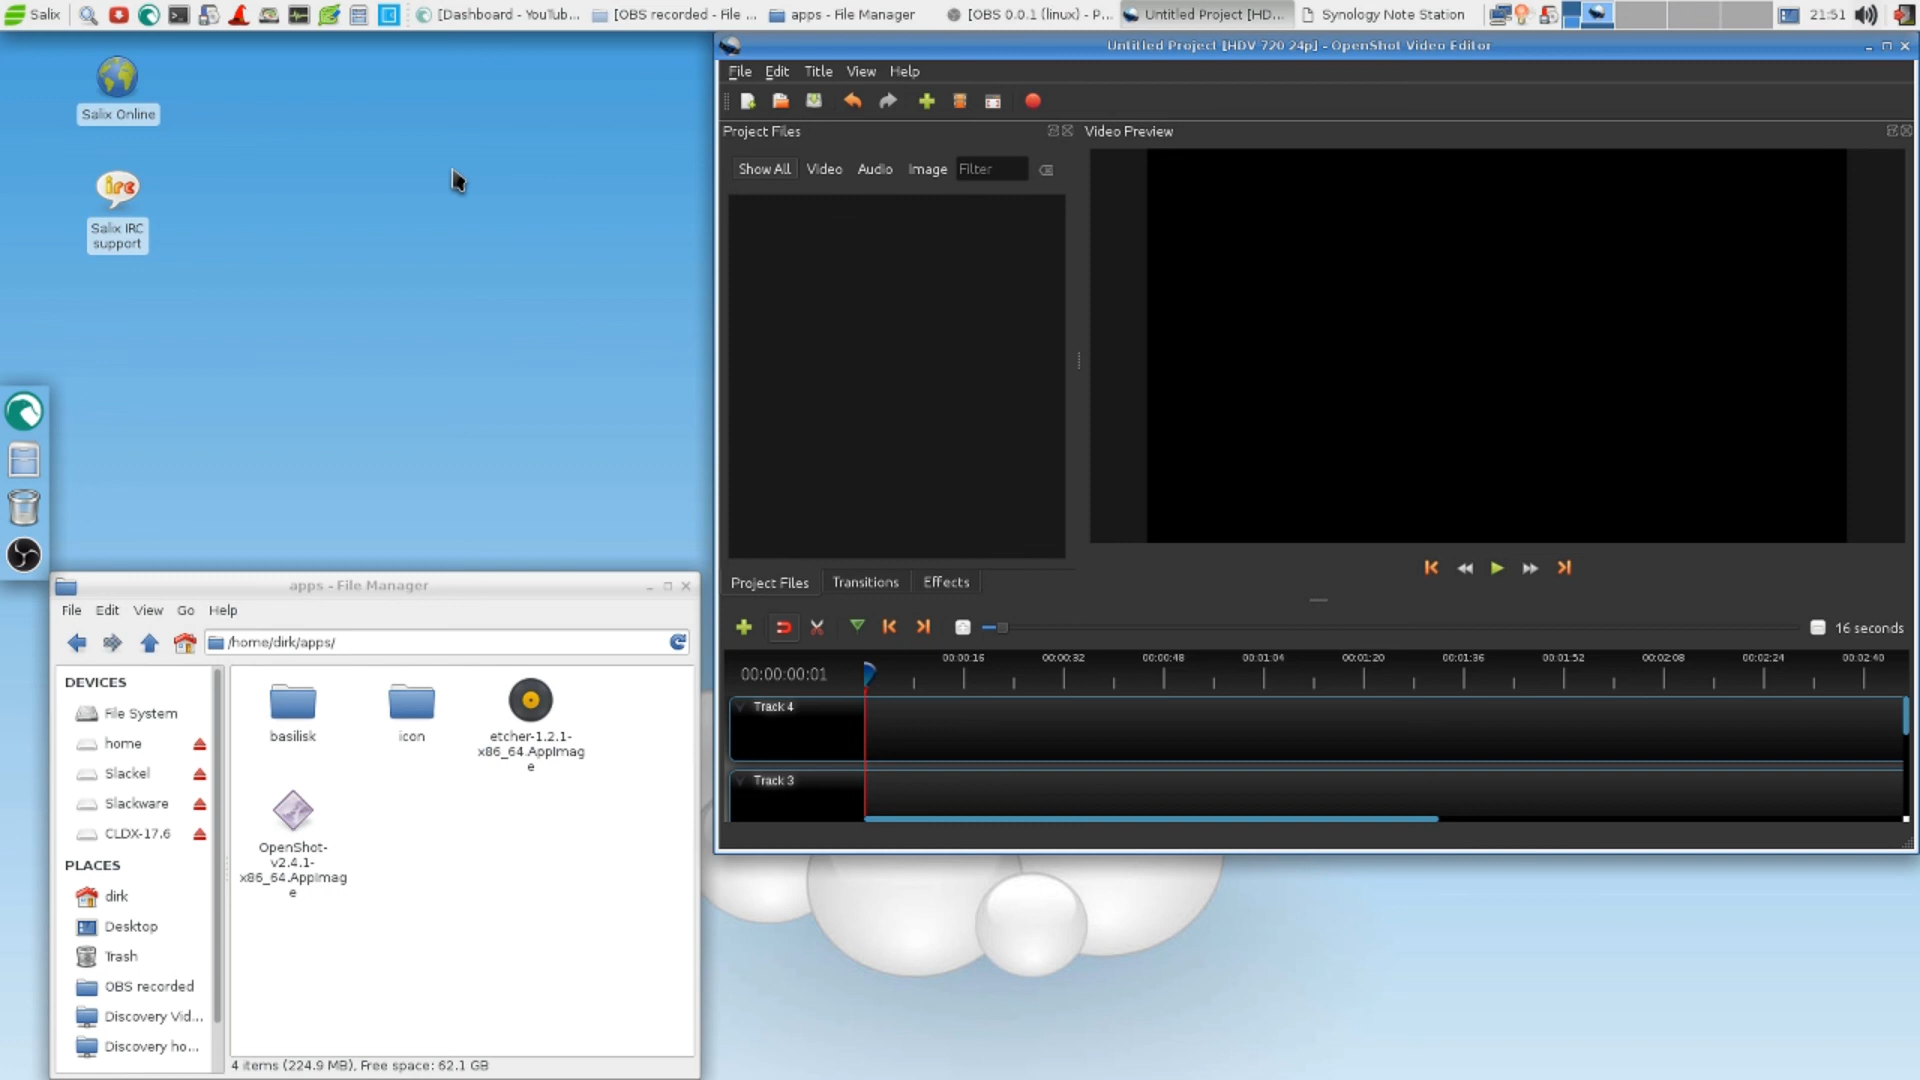 Salix
[Dashboard - YouTub...
[OBS recorded - File ...
apps - File Manager
[OBS 0.0.1 (linux) - P...
Untitled Project [HD...
Synology Note Station
21:51
Salix Online
irc
Salix IRC
support
Untitled Project [HDV 720 24p] - OpenShot Video Editor
File Edit Title View Help
Project Files
Video Preview
Show All Video Audio Image Filter
Project Files Transitions Effects
16 seconds
00:00:00:01
00:00:16 00:00:32 00:00:48 00:01:04 00:01:20 00:01:36 00:01:52 00:02:08 00:02:24 00:02:40
Track 4
Track 3
apps - File Manager
File Edit View Go Help
/home/dirk/apps/
DEVICES
File System
home
Slackel
Slackware
CLDX-17.6
PLACES
dirk
Desktop
Trash
OBS recorded
Discovery Vid...
Discovery ho...
basilisk
icon
etcher-1.2.1-
x86_64.AppImag
e
OpenShot-
v2.4.1-
x86_64.AppImag
e
4 items (224.9 MB), Free space: 62.1 GB